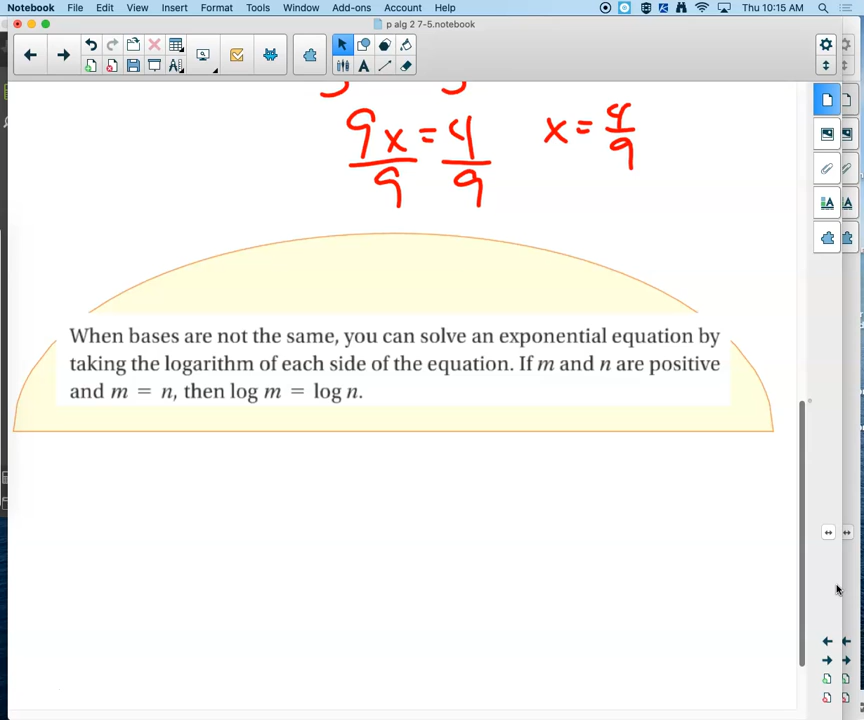 Notebook File Edit View Insert Format Tools Window Add-ons Account Help Thu 10:15 AM
p alg 2 7-5.notebook
9x = 4 x = 4/9
9 9
When bases are not the same, you can solve an exponential equation by
taking the logarithm of each side of the equation. If m and n are positive
and m = n, then log m = log n.